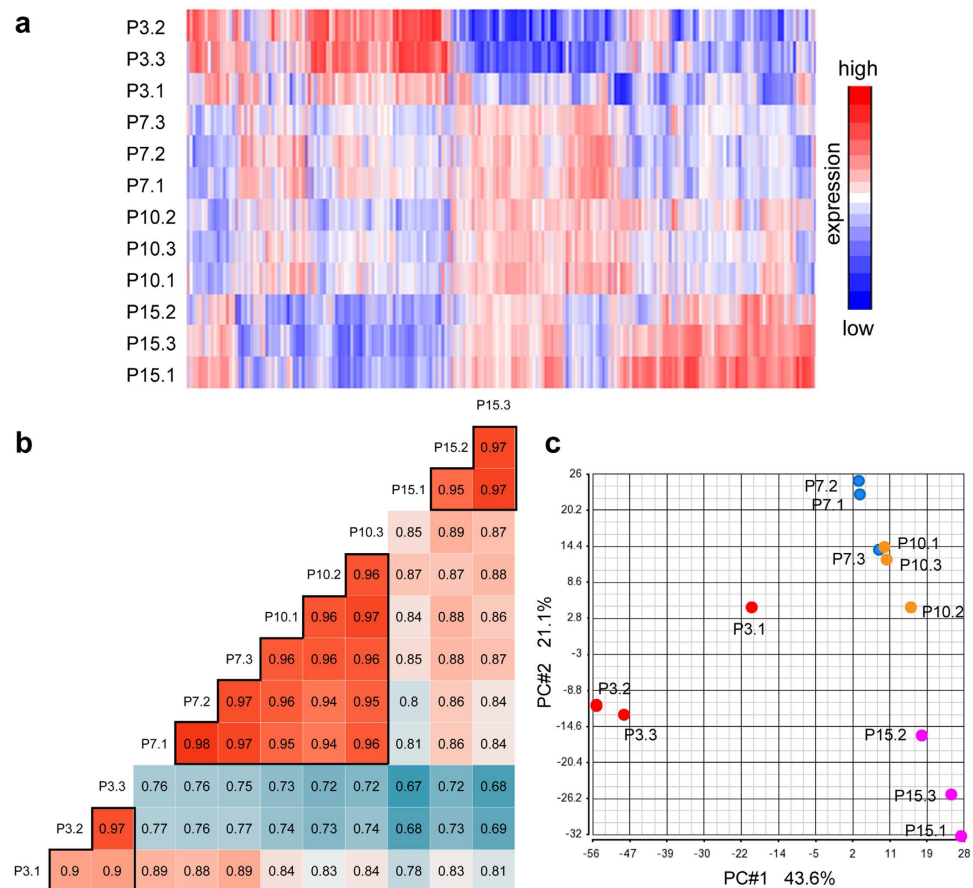 a
P3.2
P3.3
P3.1
P7.3
P7.2
P7.1
P10.2
P10.3
P10.1
P15.2
P15.3
P15.1
high
expression
low
b
P15.3
P15.2 0.97
P15.1 0.95 0.97
P10.3 0.85 0.89 0.87
P10.2 0.96 0.87 0.87 0.88
P10.1 0.96 0.97 0.84 0.88 0.86
P7.3 0.96 0.96 0.96 0.85 0.88 0.87
P7.2 0.97 0.96 0.94 0.95 0.8 0.86 0.84
P7.1 0.98 0.97 0.95 0.94 0.96 0.81 0.86 0.84
P3.3 0.76 0.76 0.75 0.73 0.72 0.72 0.67 0.72 0.68
P3.2 0.97 0.77 0.76 0.77 0.74 0.73 0.74 0.68 0.73 0.69
P3.1 0.9 0.9 0.89 0.88 0.89 0.84 0.83 0.84 0.78 0.83 0.81
c
26
20.2
14.4
8.6
2.8
-3
-8.8
-14.6
-20.4
-26.2
-32
PC#2 21.1%
P7.2
P7.1
P10.1
P7.3
P10.3
P10.2
P3.1
P3.2
P3.3
P15.2
P15.3
P15.1
-56 -47 -39 -30 -22 -14 -5 2 11 19 28
PC#1 43.6%